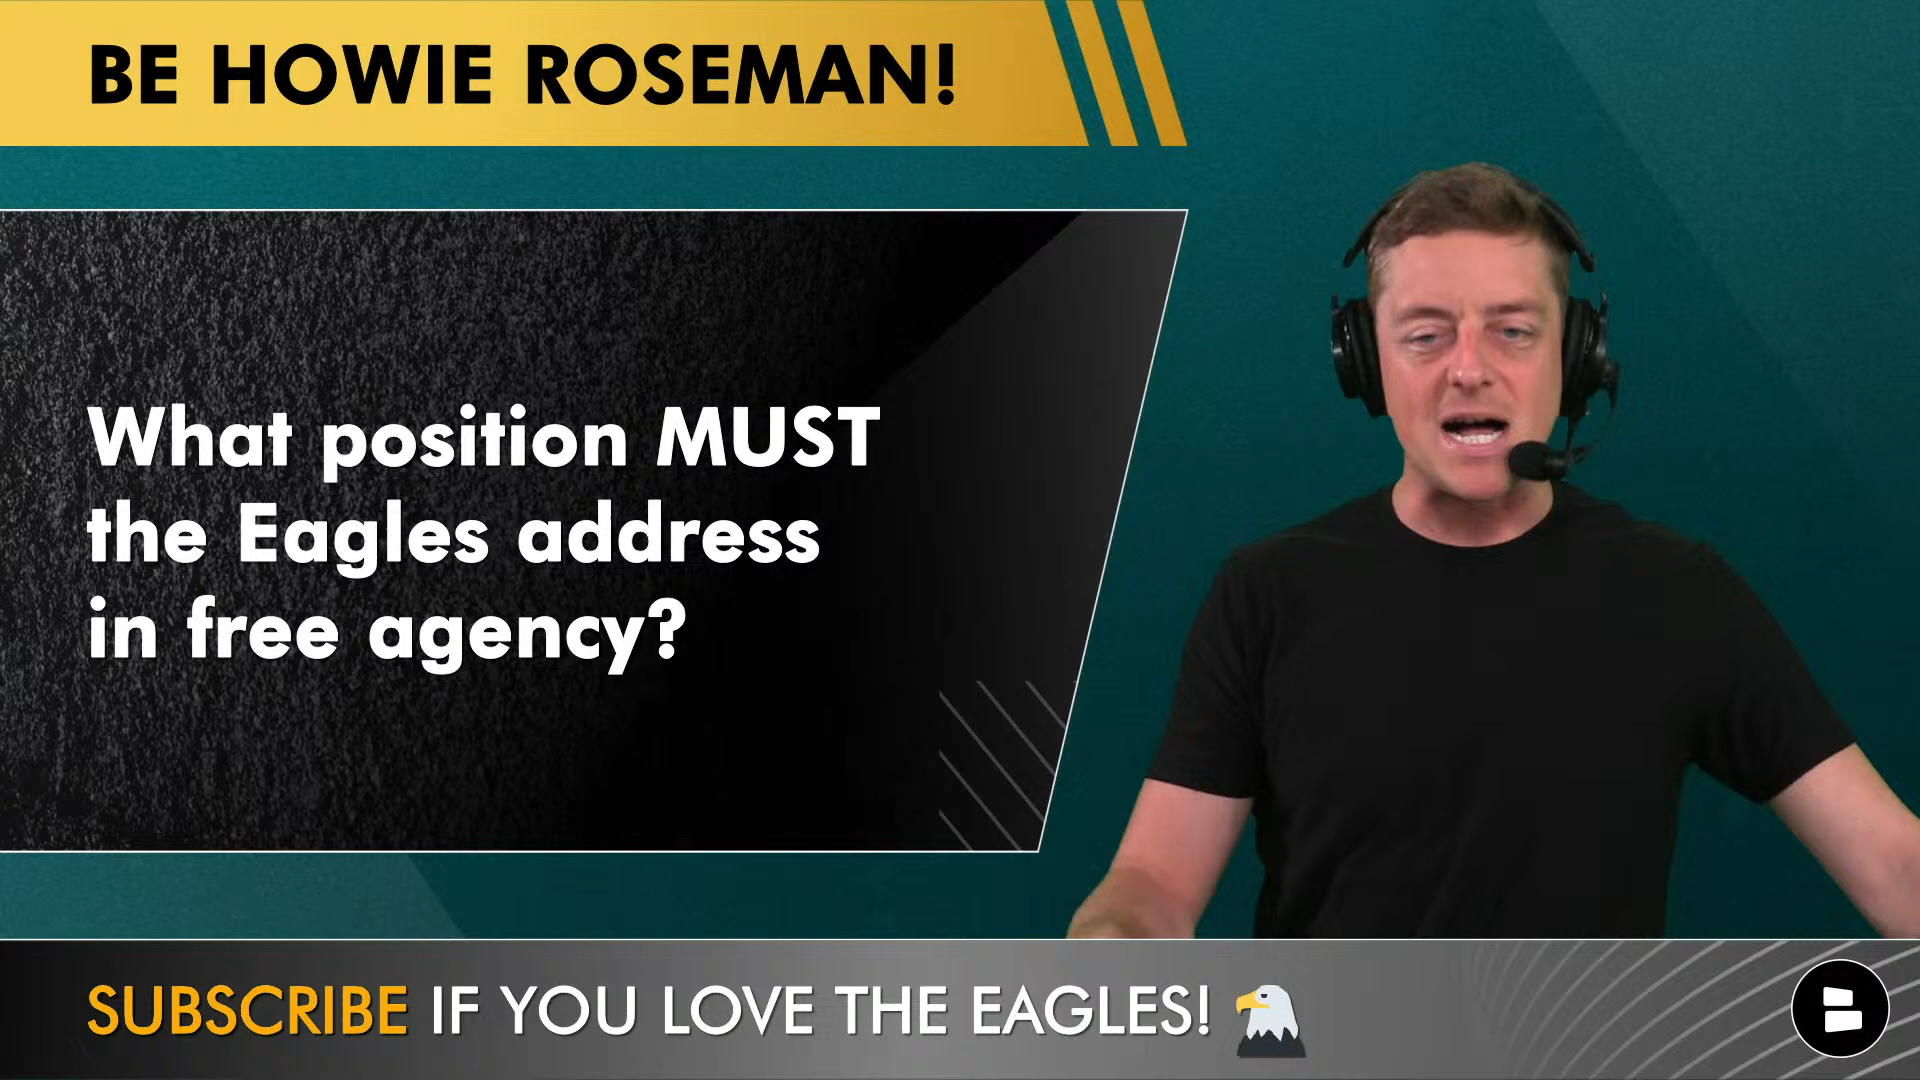 BE HOWIE ROSEMAN!
What position MUST
the Eagles address
in free agency?
SUBSCRIBE IF YOU LOVE THE EAGLES!